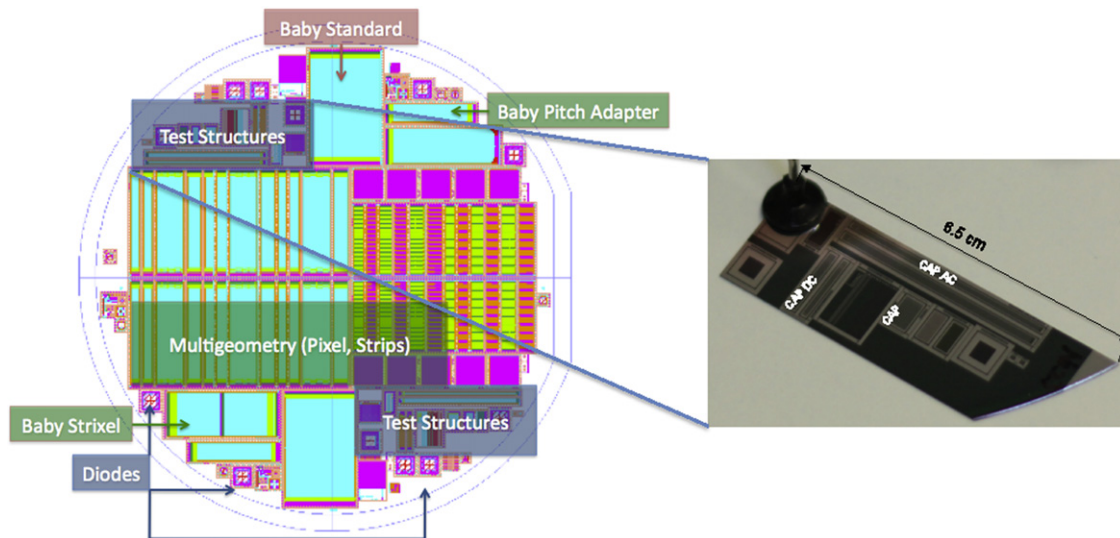 Baby Standard
Baby Pitch Adapter
Test Structures
8.5 cm
CAP AC
CAP DC
CAP
Multigeometry (Pixel, Strips)
Baby Strixel
Test Structures
Diodes